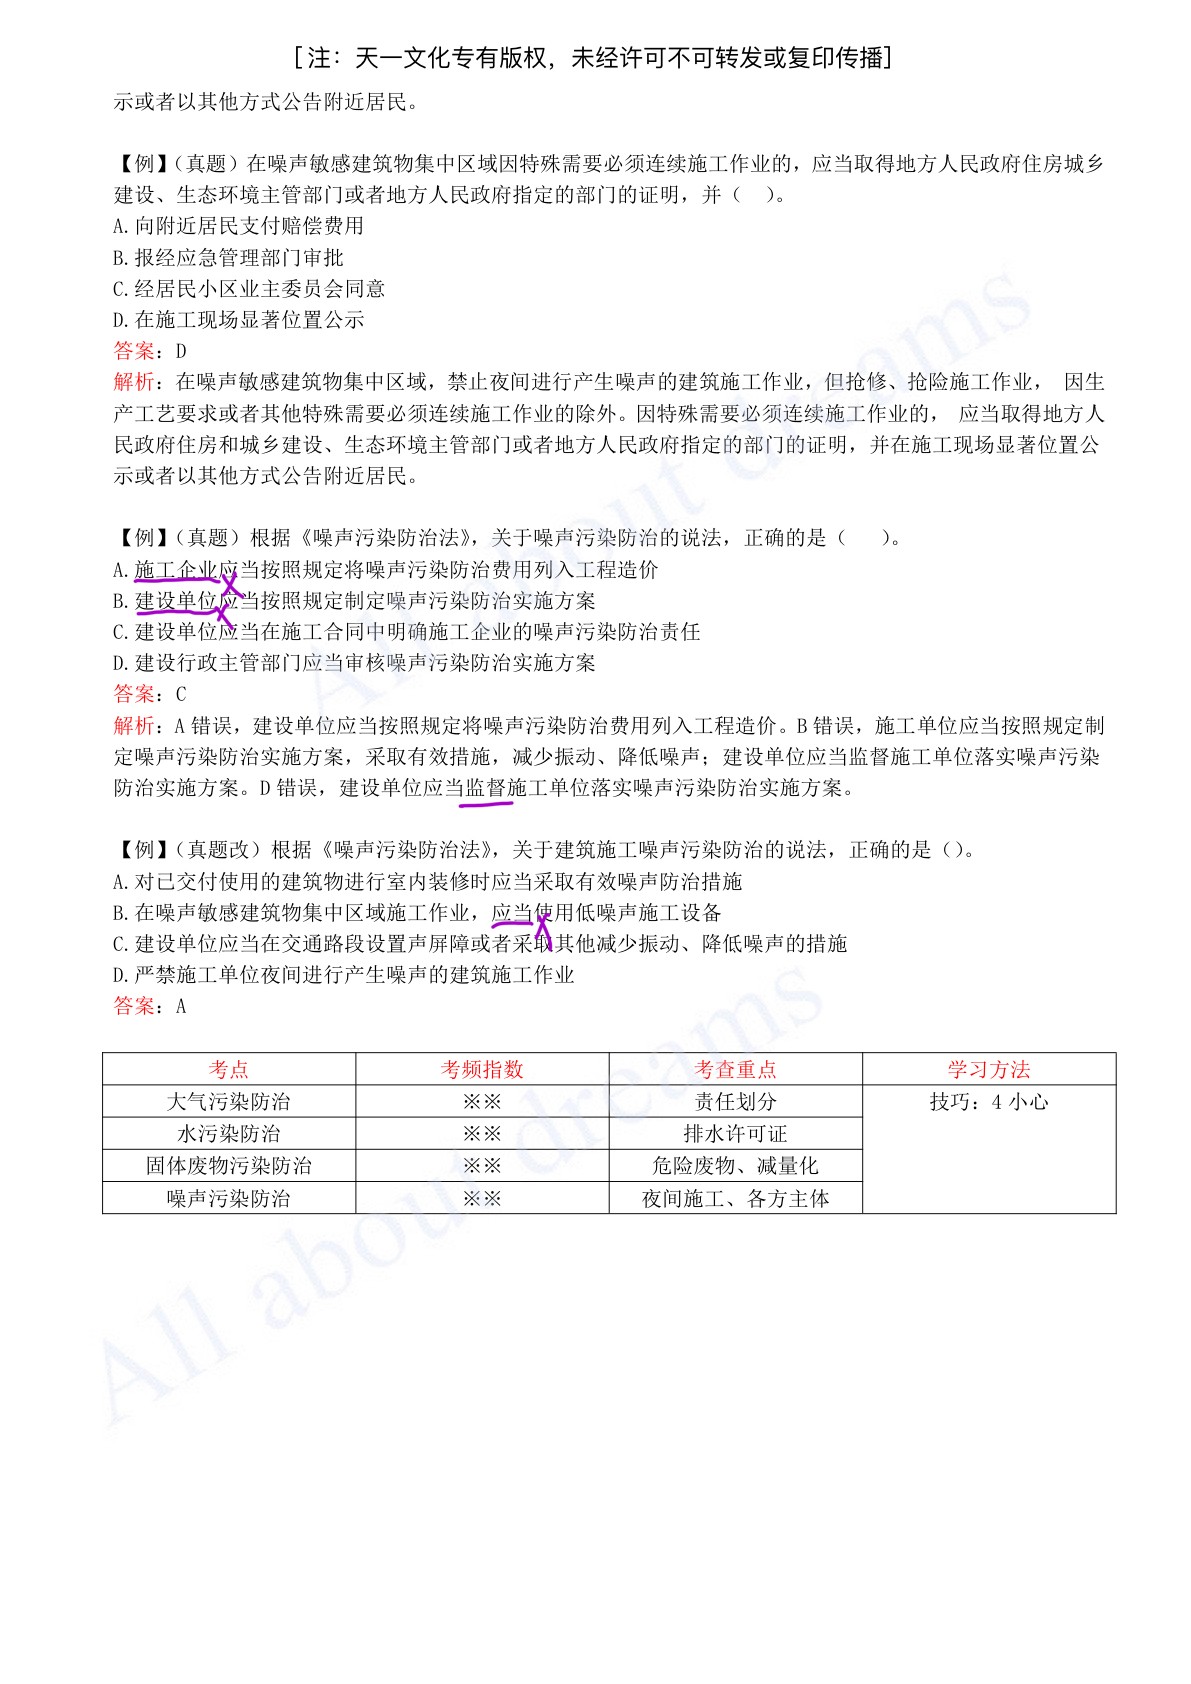 [注：天一文化专有版权，未经许可不可转发或复印传播]
示或者以其他方式公告附近居民。
【例】（真题）在噪声敏感建筑物集中区域因特殊需要必须连续施工作业的，应当取得地方人民政府住房城乡
建设、生态环境主管部门或者地方人民政府指定的部门的证明，并（ ）。
A.向附近居民支付赔偿费用
B.报经应急管理部门审批
C.经居民小区业主委员会同意
D.在施工现场显著位置公示
答案：D
解析：在噪声敏感建筑物集中区域，禁止夜间进行产生噪声的建筑施工作业，但抢修、抢险施工作业， 因生
产工艺要求或者其他特殊需要必须连续施工作业的除外。因特殊需要必须连续施工作业的， 应当取得地方人
民政府住房和城乡建设、生态环境主管部门或者地方人民政府指定的部门的证明，并在施工现场显著位置公
示或者以其他方式公告附近居民。
【例】（真题）根据《噪声污染防治法》，关于噪声污染防治的说法，正确的是（ ）。
A.施工企业应当按照规定将噪声污染防治费用列入工程造价
B.建设单位应当按照规定制定噪声污染防治实施方案
C.建设单位应当在施工合同中明确施工企业的噪声污染防治责任
D.建设行政主管部门应当审核噪声污染防治实施方案
答案：C
解析：A 错误，建设单位应当按照规定将噪声污染防治费用列入工程造价。B 错误，施工单位应当按照规定制
定噪声污染防治实施方案，采取有效措施，减少振动、降低噪声；建设单位应当监督施工单位落实噪声污染
防治实施方案。D 错误，建设单位应当监督施工单位落实噪声污染防治实施方案。
【例】（真题改）根据《噪声污染防治法》，关于建筑施工噪声污染防治的说法，正确的是（）。
A.对已交付使用的建筑物进行室内装修时应当采取有效噪声防治措施
B.在噪声敏感建筑物集中区域施工作业，应当使用低噪声施工设备
C.建设单位应当在交通路段设置声屏障或者采取其他减少振动、降低噪声的措施
D.严禁施工单位夜间进行产生噪声的建筑施工作业
答案：A
考点 考频指数 考查重点 学习方法
大气污染防治 ※※ 责任划分 技巧：4 小心
水污染防治 ※※ 排水许可证
固体废物污染防治 ※※ 危险废物、减量化
噪声污染防治 ※※ 夜间施工、各方主体
All about dreams
All about dreams